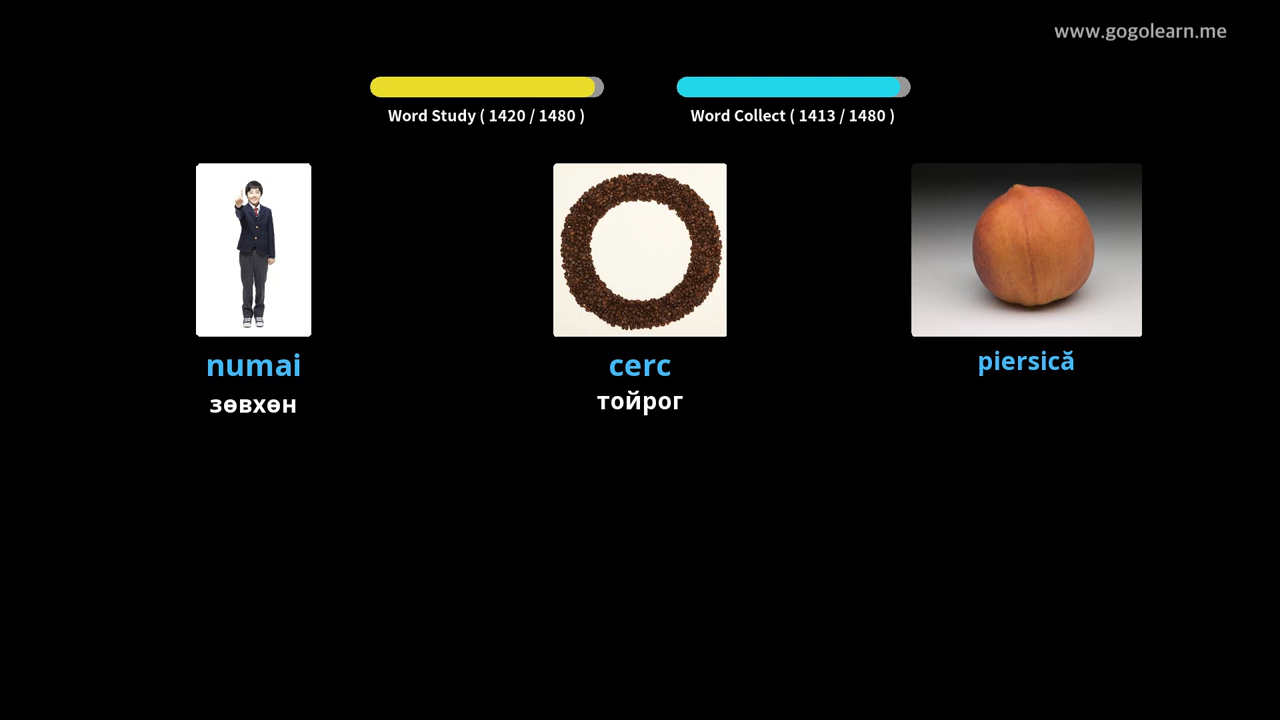 www.gogolearn.me
Word Study ( 1420 / 1480 )
Word Collect ( 1413 / 1480 )
numai
зөвхөн
cerc
тойрог
piersică